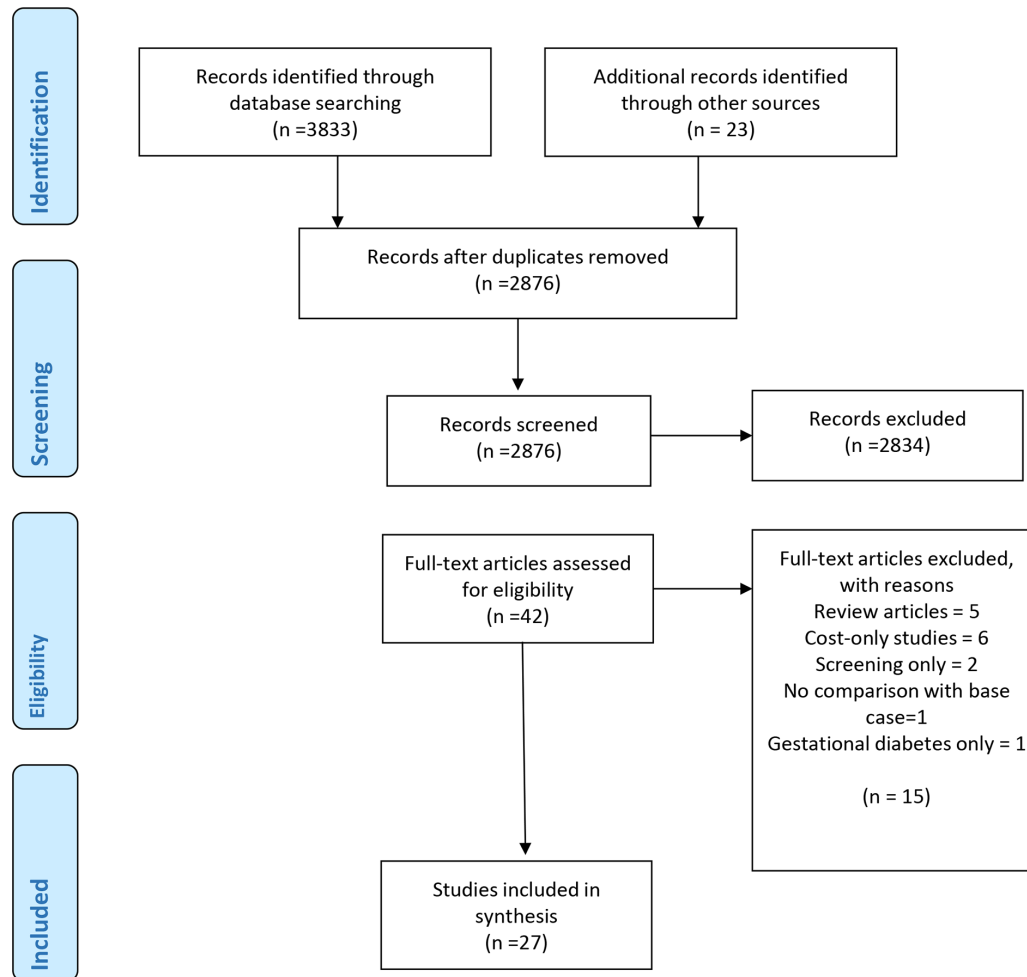 Identification
Records identified through
database searching
(n =3833)
Additional records identified
through other sources
(n = 23)
Records after duplicates removed
(n =2876)
Screening
Records screened
(n =2876)
Records excluded
(n =2834)
Eligibility
Full-text articles assessed
for eligibility
(n =42)
Full-text articles excluded,
with reasons
Review articles = 5
Cost-only studies = 6
Screening only = 2
No comparison with base
case=1
Gestational diabetes only = 1
(n = 15)
Included
Studies included in
synthesis
(n =27)